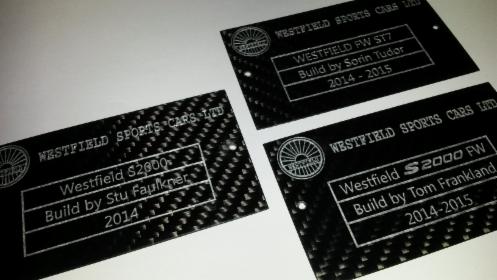 WESTFIELD SPORTS CARS LTD
WESTFIELD FW ST7
Build by Sorin Tudor
2014 - 2015
WESTFIELD SPORTS CARS LTD
Westfield S2000
Build by Stu Faulkner
2014
WESTFIELD SPORTS CARS LTD
Westfield S2000 FW
Build by Tom Frankland
2014-2015